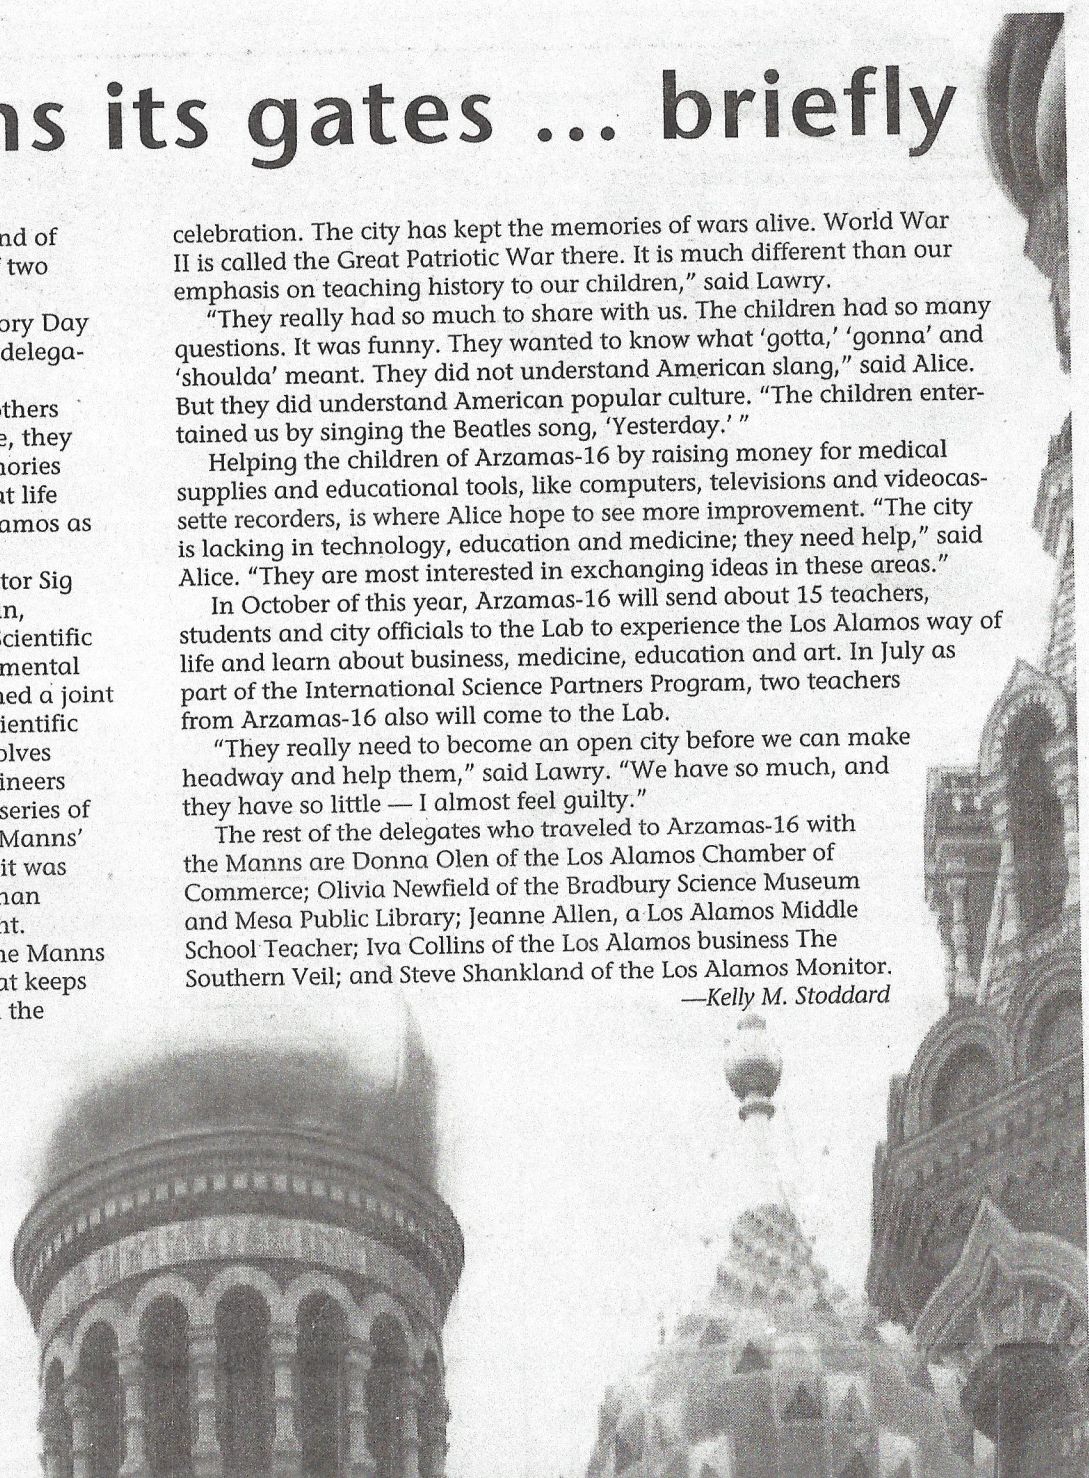 its gates ... briefly
nd of
two
ory Day
delega-
thers
e, they
ories
at life
amos as
tor Sig
n,
cientific
mental
ed a joint
ientific
olves
ineers
series of
Manns'
it was
han
nt.
he Manns
at keeps
the
celebration. The city has kept the memories of wars alive. World War
II is called the Great Patriotic War there. It is much different than our
emphasis on teaching history to our children,” said Lawry.
“They really had so much to share with us. The children had so many
questions. It was funny. They wanted to know what ‘gotta,’ ‘gonna’ and
‘shoulda’ meant. They did not understand American slang,” said Alice.
But they did understand American popular culture. “The children enter-
tained us by singing the Beatles song, ‘Yesterday.’ ”
Helping the children of Arzamas-16 by raising money for medical
supplies and educational tools, like computers, televisions and videocas-
sette recorders, is where Alice hope to see more improvement. “The city
is lacking in technology, education and medicine; they need help,” said
Alice. “They are most interested in exchanging ideas in these areas.”
In October of this year, Arzamas-16 will send about 15 teachers,
students and city officials to the Lab to experience the Los Alamos way of
life and learn about business, medicine, education and art. In July as
part of the International Science Partners Program, two teachers
from Arzamas-16 also will come to the Lab.
“They really need to become an open city before we can make
headway and help them,” said Lawry. “We have so much, and
they have so little — I almost feel guilty.”
The rest of the delegates who traveled to Arzamas-16 with
the Manns are Donna Olen of the Los Alamos Chamber of
Commerce; Olivia Newfield of the Bradbury Science Museum
and Mesa Public Library; Jeanne Allen, a Los Alamos Middle
School Teacher; Iva Collins of the Los Alamos business The
Southern Veil; and Steve Shankland of the Los Alamos Monitor.
—Kelly M. Stoddard